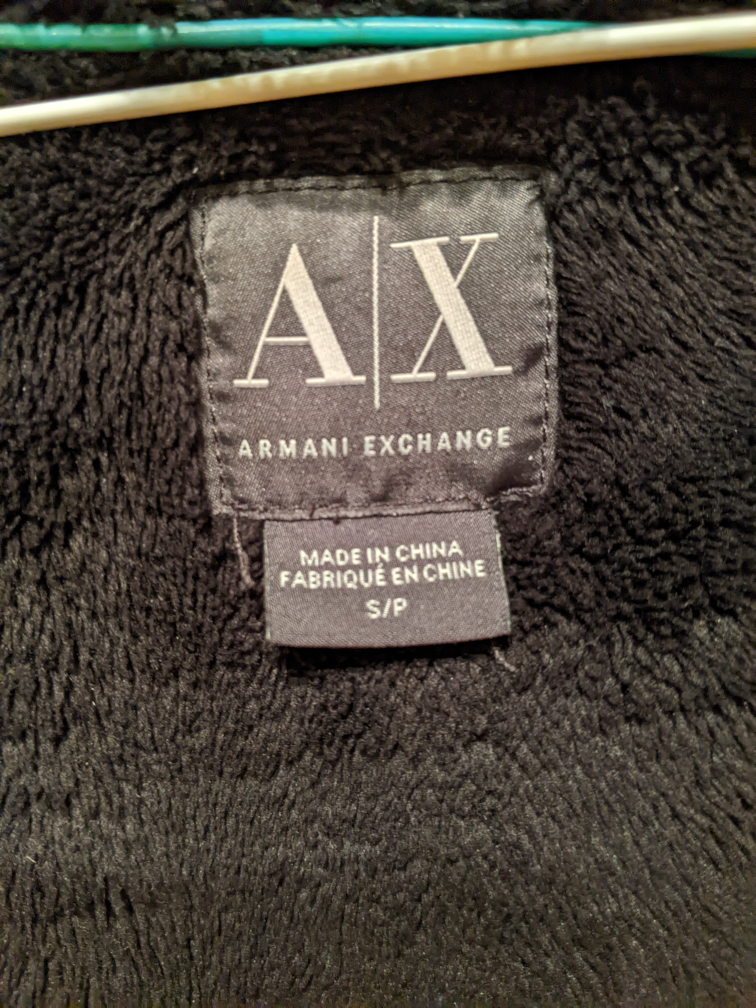 A|X
ARMANI EXCHANGE
MADE IN CHINA
FABRIQUÉ EN CHINE
S/P